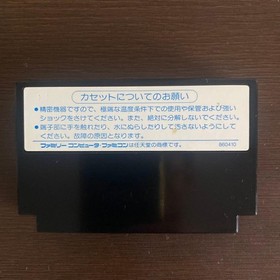 カセットについてのお願い
●精密機器ですので、極端な温度条件下での使用や保管および強い
ショックをさけてください。また、絶対に分解しないでください。
●端子部に手を触れたり、水にぬらしたりして汚さないようにして
ください。故障の原因となります。
ファミリーコンピュータ・ファミコンは任天堂の商標です。